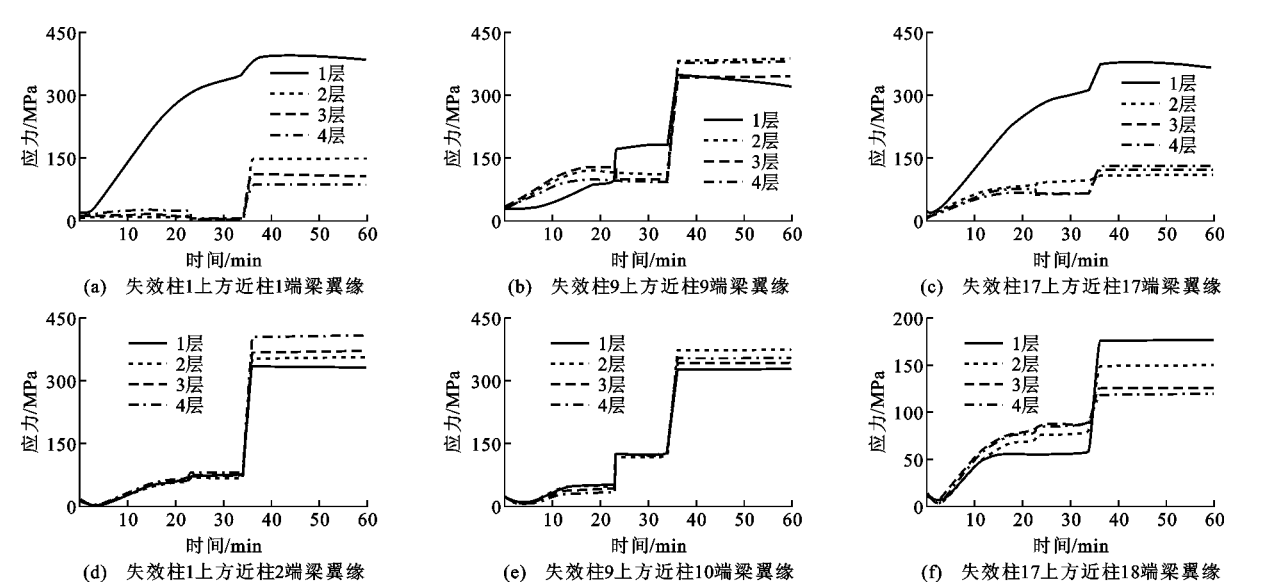 应力/MPa
450
300
150
0
10 20 30 40 50 60
时间/min
1层
2层
3层
4层
(a) 失效柱1上方近柱1端梁翼缘
应力/MPa
450
300
150
0
10 20 30 40 50 60
时间/min
1层
2层
3层
4层
(b) 失效柱9上方近柱9端梁翼缘
应力/MPa
450
300
150
0
10 20 30 40 50 60
时间/min
1层
2层
3层
4层
(c) 失效柱17上方近柱17端梁翼缘
应力/MPa
450
300
150
0
10 20 30 40 50 60
时间/min
1层
2层
3层
4层
(d) 失效柱1上方近柱2端梁翼缘
应力/MPa
450
300
150
0
10 20 30 40 50 60
时间/min
1层
2层
3层
4层
(e) 失效柱9上方近柱10端梁翼缘
应力/MPa
200
150
100
50
0
10 20 30 40 50 60
时间/min
1层
2层
3层
4层
(f) 失效柱17上方近柱18端梁翼缘